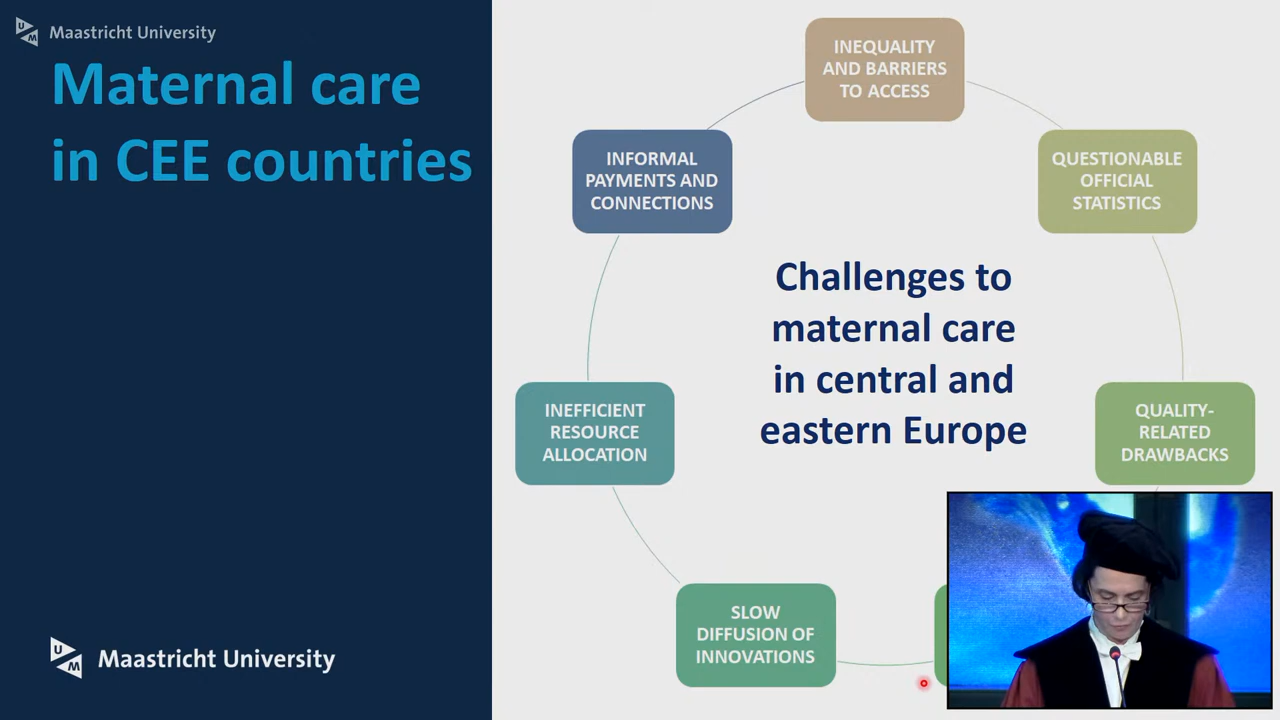 Maastricht University
Maternal care
in CEE countries
INEQUALITY
AND BARRIERS
TO ACCESS
INFORMAL
PAYMENTS AND
CONNECTIONS
QUESTIONABLE
OFFICIAL
STATISTICS
Challenges to
maternal care
in central and
eastern Europe
INEFFICIENT
RESOURCE
ALLOCATION
QUALITY-
RELATED
DRAWBACKS
SLOW
DIFFUSION OF
INNOVATIONS
Maastricht University